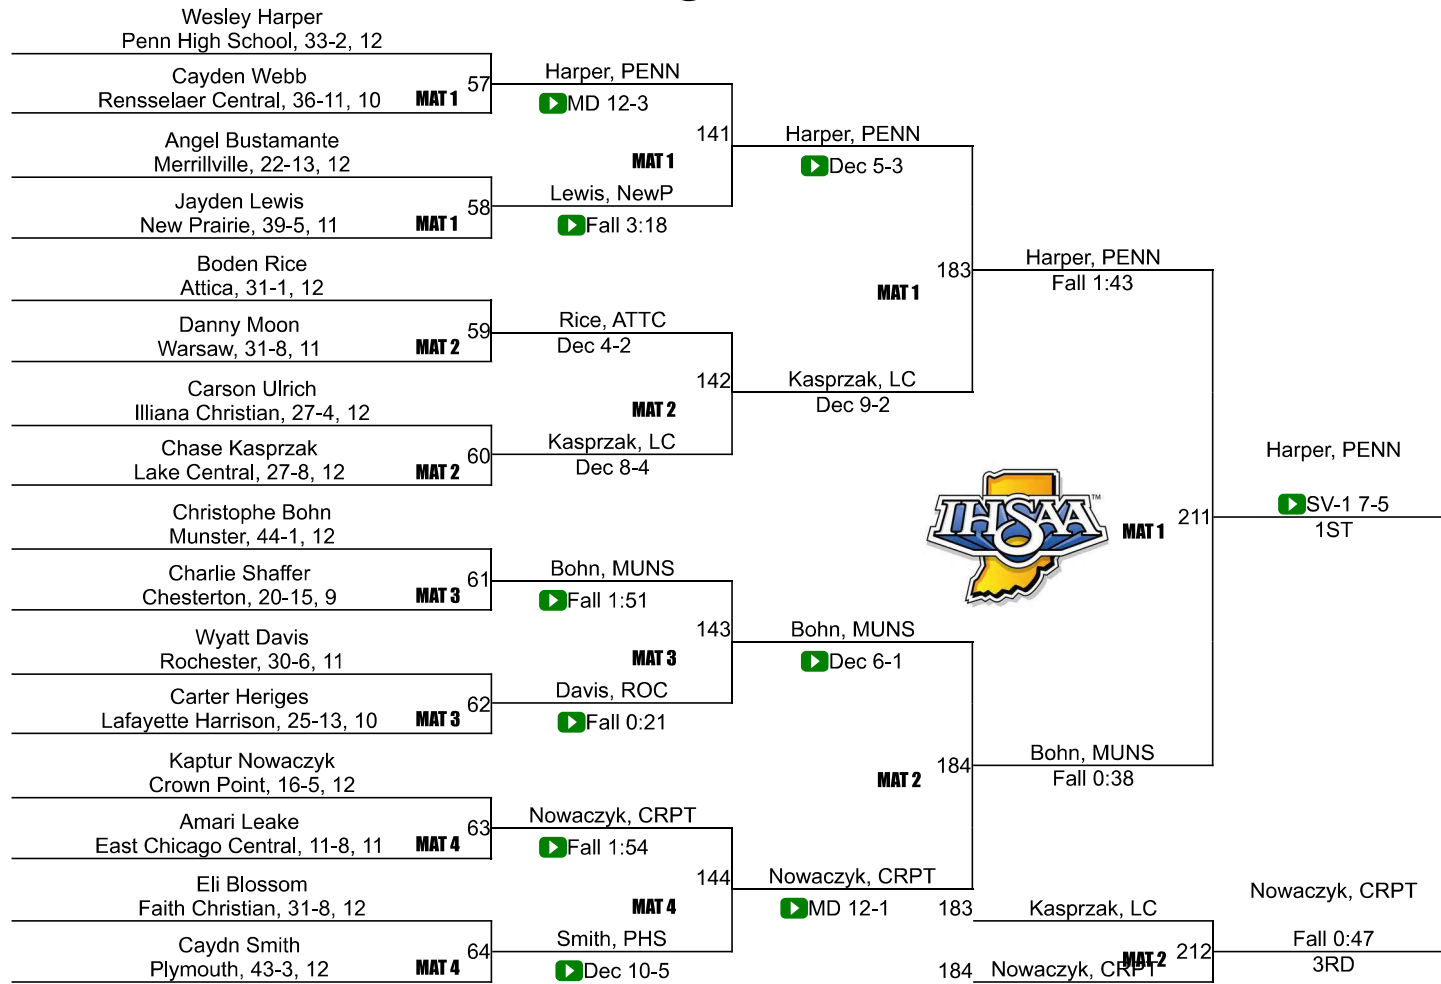 Wesley Harper
Penn High School, 33-2, 12
Cayden Webb
Rensselaer Central, 36-11, 10
MAT 1
57
Harper, PENN
MD 12-3
Angel Bustamante
Merrillville, 22-13, 12
Jayden Lewis
New Prairie, 39-5, 11
MAT 1
58
Lewis, NewP
Fall 3:18
141
MAT 1
Harper, PENN
Dec 5-3
Boden Rice
Attica, 31-1, 12
Danny Moon
Warsaw, 31-8, 11
MAT 2
59
Rice, ATTC
Dec 4-2
Carson Ulrich
Illiana Christian, 27-4, 12
Chase Kasprzak
Lake Central, 27-8, 12
MAT 2
60
Kasprzak, LC
Dec 8-4
142
MAT 2
Kasprzak, LC
Dec 9-2
183
MAT 1
Harper, PENN
Fall 1:43
Christophe Bohn
Munster, 44-1, 12
Charlie Shaffer
Chesterton, 20-15, 9
MAT 3
61
Bohn, MUNS
Fall 1:51
Wyatt Davis
Rochester, 30-6, 11
Carter Heriges
Lafayette Harrison, 25-13, 10
MAT 3
62
Davis, ROC
Fall 0:21
143
MAT 3
Bohn, MUNS
Dec 6-1
Kaptur Nowaczyk
Crown Point, 16-5, 12
Amari Leake
East Chicago Central, 11-8, 11
MAT 4
63
Nowaczyk, CRPT
Fall 1:54
Eli Blossom
Faith Christian, 31-8, 12
Caydn Smith
Plymouth, 43-3, 12
MAT 4
64
Smith, PHS
Dec 10-5
144
MAT 4
Nowaczyk, CRPT
MD 12-1
184
MAT 2
Bohn, MUNS
Fall 0:38
IHSAA
TM
MAT 1
211
Harper, PENN
SV-1 7-5
1ST
183
Kasprzak, LC
184
Nowaczyk, CRPT
MAT 2
212
Nowaczyk, CRPT
Fall 0:47
3RD